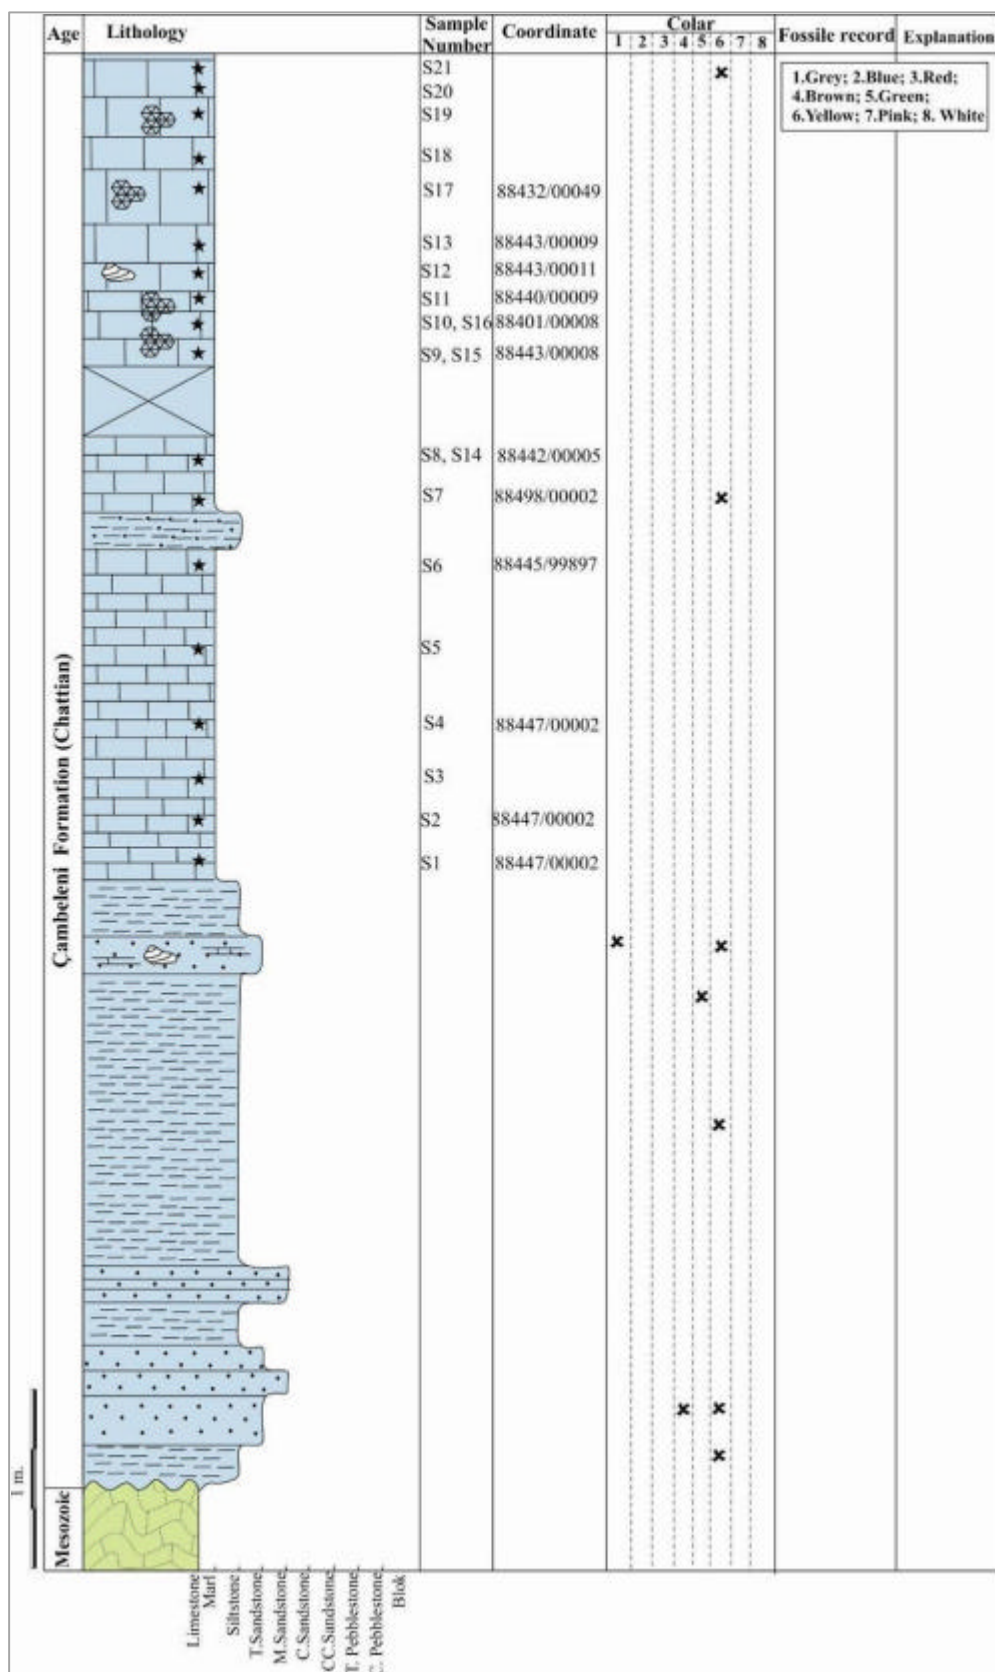 Age
Lithology
Sample
Number
Coordinate
Colar
1 2 3 4 5 6 7 8
Fossile record
Explanation
1.Grey; 2.Blue; 3.Red;
4.Brown; 5.Green;
6.Yellow; 7.Pink; 8. White
S21
S20
S19
S18
S17 88432/00049
S13 88443/00009
S12 88443/00011
S11 88440/00009
S10, S16 88401/00008
S9, S15 88443/00008
S8, S14 88442/00005
S7 88498/00002
S6 88445/99897
S5
S4 88447/00002
S3
S2 88447/00002
S1 88447/00002
Çambeleni Formation (Chattian)
Mesozoic
1 m.
Limestone
Marl
Siltstone
T.Sandstone
M.Sandstone
C.Sandstone
CC.Sandstone
T. Pebblestone
C. Pebblestone
Blok